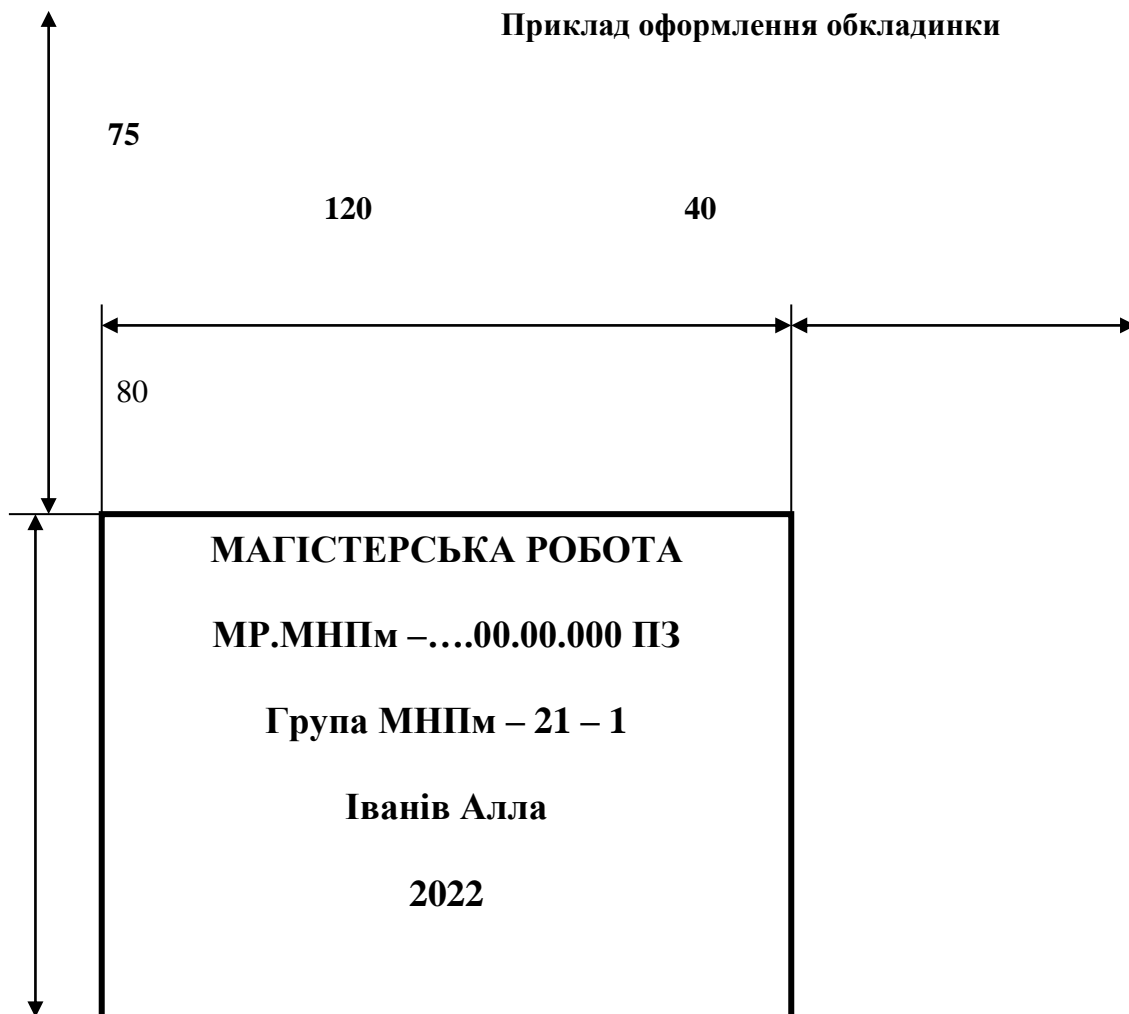 Приклад оформлення обкладинки
75
120 40
80
МАГІСТЕРСЬКА РОБОТА
МР.МНПм –….00.00.000 ПЗ
Група МНПм – 21 – 1
Іванів Алла
2022